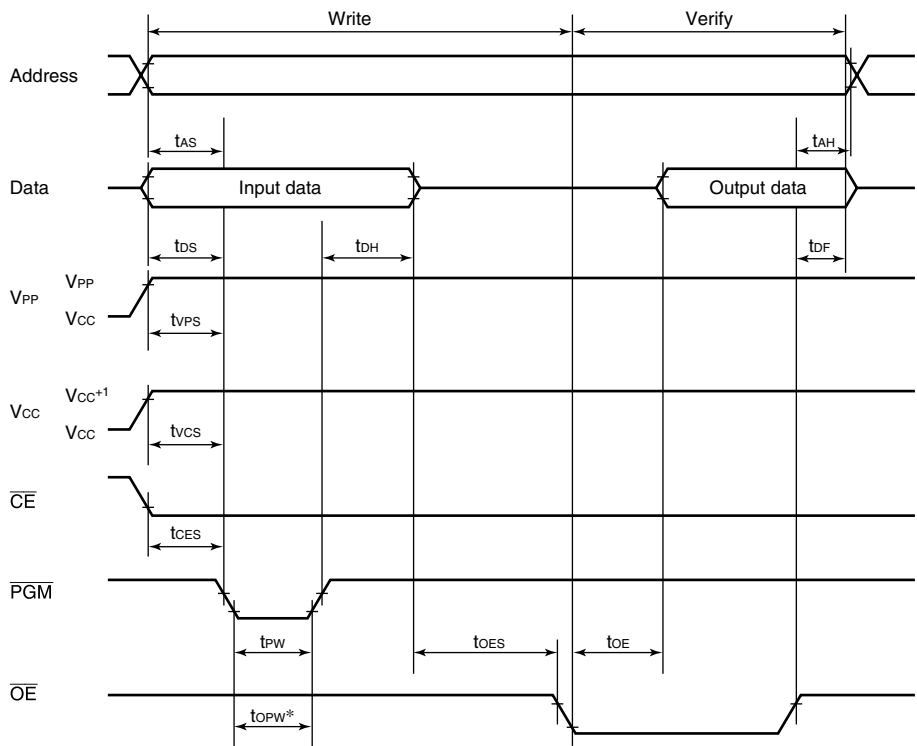 Write Verify
Address
tAS tAH
Data Input data Output data
tDS tDH tDF
VPP VPP
VCC
tVPS
VCC VCC+1
VCC
tVCS
CE
tCES
PGM
tPW tOES tOE
OE
tOPW*